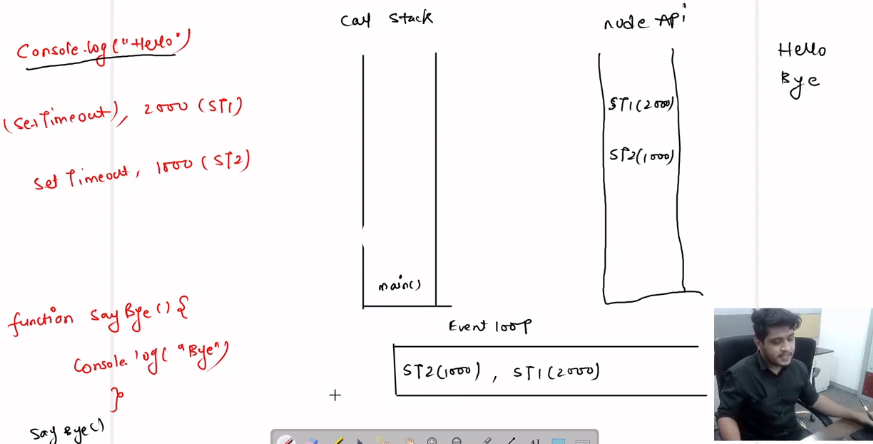 Console.log("Hello")
(SetTimeout), 2000 (ST1)
Set Timeout, 1000 (ST2)
function sayBye() {
Console.log("Bye")
}
Say Bye()
Call Stack
main()
node API
ST1(2000)
ST2(1000)
Event loop
ST2(1000), ST1(2000)
Hello
Bye